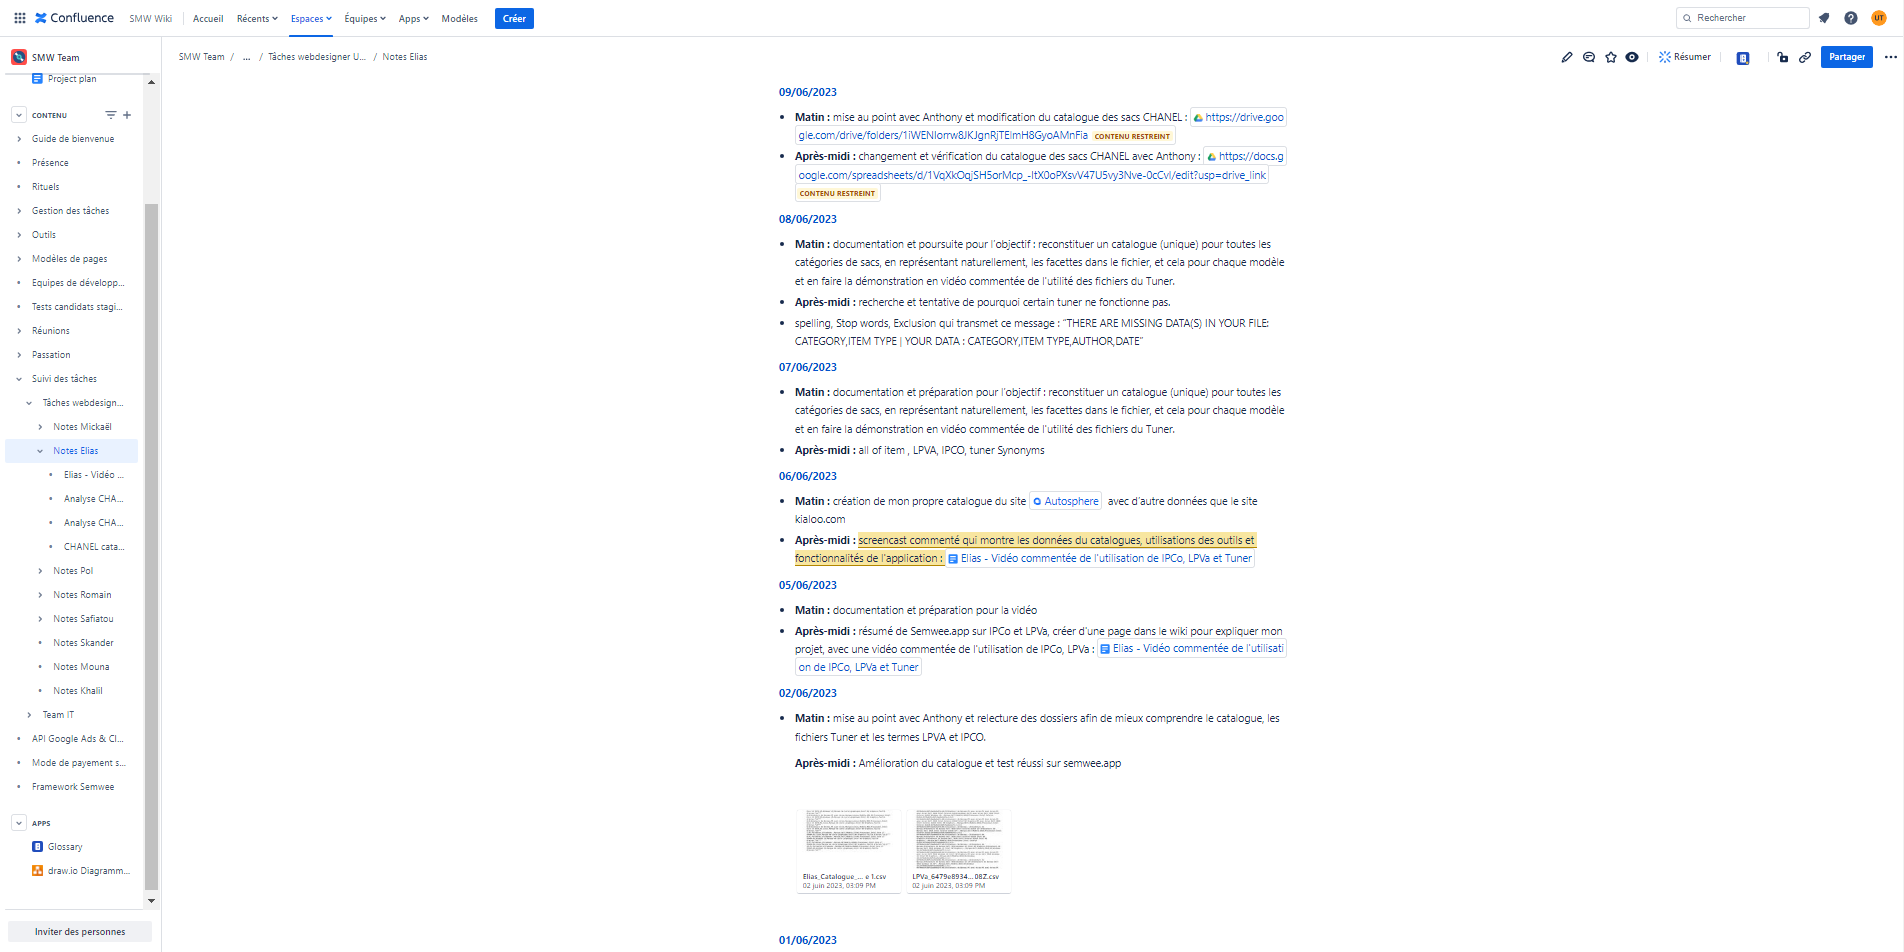 Confluence
SMW Wiki
Accueil
Récents
Espaces
Équipes
Apps
Modèles
Créer
Rechercher
UT
SMW Team
Project plan
CONTENU
Guide de bienvenue
Présence
Rituels
Gestion des tâches
Outils
Modèles de pages
Equipes de développ...
Tests candidats stagi...
Réunions
Passation
Suivi des tâches
Tâches webdesign...
Notes Mickaël
Notes Elias
Elias - Vidéo ...
Analyse CHA...
Analyse CHA...
CHANEL cata...
Notes Pol
Notes Romain
Notes Safiatou
Notes Skander
Notes Mouna
Notes Khalil
Team IT
API Google Ads & Cl...
Mode de payement s...
Framework Semwee
APPS
Glossary
draw.io Diagramm...
Inviter des personnes
SMW Team / ... / Tâches webdesigner U... / Notes Elias
Résumer
Partager
09/06/2023
• Matin : mise au point avec Anthony et modification du catalogue des sacs CHANEL : https://drive.goo
gle.com/drive/folders/1iWENlorrw8JKJgnRjTElmH8GyoAMnFia CONTENU RESTREINT
• Après-midi : changement et vérification du catalogue des sacs CHANEL avec Anthony : https://docs.g
oogle.com/spreadsheets/d/1VqXkOqjSH5orMcp_-ltX0oPXsvV47U5vy3Nve-0cCvI/edit?usp=drive_link
CONTENU RESTREINT
08/06/2023
• Matin : documentation et poursuite pour l'objectif : reconstituer un catalogue (unique) pour toutes les
catégories de sacs, en représentant naturellement, les facettes dans le fichier, et cela pour chaque modèle
et en faire la démonstration en vidéo commentée de l'utilité des fichiers du Tuner.
• Après-midi : recherche et tentative de pourquoi certain tuner ne fonctionne pas.
• spelling, Stop words, Exclusion qui transmet ce message : "THERE ARE MISSING DATA(S) IN YOUR FILE:
CATEGORY,ITEM TYPE | YOUR DATA : CATEGORY,ITEM TYPE,AUTHOR,DATE"
07/06/2023
• Matin : documentation et préparation pour l'objectif : reconstituer un catalogue (unique) pour toutes les
catégories de sacs, en représentant naturellement, les facettes dans le fichier, et cela pour chaque modèle
et en faire la démonstration en vidéo commentée de l'utilité des fichiers du Tuner.
• Après-midi : all of item , LPVA, IPCO, tuner Synonyms
06/06/2023
• Matin : création de mon propre catalogue du site Autosphere avec d'autre données que le site
kialoo.com
• Après-midi : screencast commenté qui montre les données du catalogues, utilisations des outils et
fonctionnalités de l'application : Elias - Vidéo commentée de l'utilisation de IPCo, LPVa et Tuner
05/06/2023
• Matin : documentation et préparation pour la vidéo
• Après-midi : résumé de Semwee.app sur IPCo et LPVa, créer d'une page dans le wiki pour expliquer mon
projet, avec une vidéo commentée de l'utilisation de IPCo, LPVa : Elias - Vidéo commentée de l'utilisati
on de IPCo, LPVa et Tuner
02/06/2023
• Matin : mise au point avec Anthony et relecture des dossiers afin de mieux comprendre le catalogue, les
fichiers Tuner et les termes LPVA et IPCO.
Après-midi : Amélioration du catalogue et test réussi sur semwee.app
Elias_Catalogue_... e 1.csv
02 juin 2023, 03:09 PM
LPVa_6479e8934...08Z.csv
02 juin 2023, 03:09 PM
01/06/2023